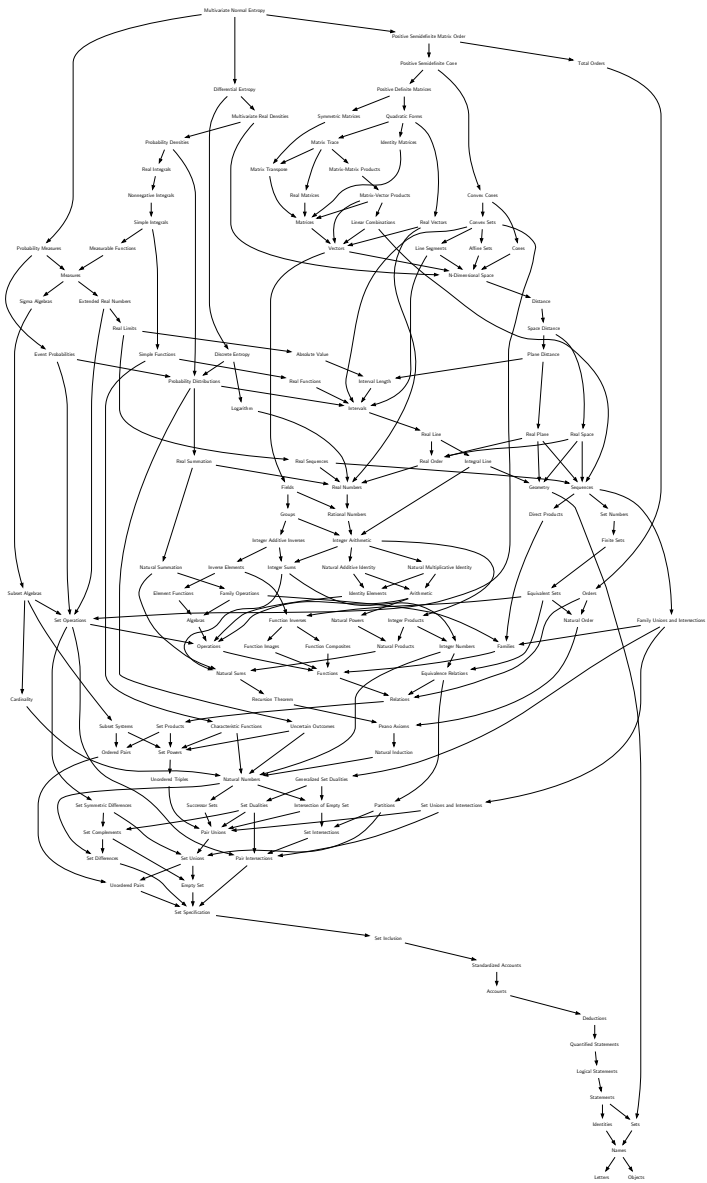 Multivariate Normal Entropy
Positive Semidefinite Matrix Order
Positive Semidefinite Cone
Total Orders
Differential Entropy
Positive Definite Matrices
Multivariate Real Densities
Symmetric Matrices
Quadratic Forms
Probability Densities
Matrix Trace
Identity Matrices
Real Integrals
Matrix Transpose
Matrix-Matrix Products
Nonnegative Integrals
Real Matrices
Matrix-Vector Products
Convex Cones
Simple Integrals
Matrices
Linear Combinations
Real Vectors
Convex Sets
Probability Measures
Measurable Functions
Vectors
Line Segments
Affine Sets
Cones
Measures
N-Dimensional Space
Sigma Algebras
Extended Real Numbers
Distance
Real Limits
Space Distance
Event Probabilities
Simple Functions
Discrete Entropy
Absolute Value
Plane Distance
Probability Distributions
Real Functions
Interval Length
Logarithm
Intervals
Real Line
Real Plane
Real Space
Real Summation
Real Sequences
Real Order
Integral Line
Fields
Real Numbers
Geometry
Sequences
Groups
Rational Numbers
Direct Products
Set Numbers
Integer Additive Inverses
Integer Arithmetic
Finite Sets
Natural Summation
Inverse Elements
Integer Sums
Natural Additive Identity
Natural Multiplicative Identity
Subset Algebras
Element Functions
Family Operations
Identity Elements
Arithmetic
Equivalent Sets
Orders
Set Operations
Algebras
Function Inverses
Natural Powers
Integer Products
Natural Order
Family Unions and Intersections
Operations
Function Images
Function Composites
Natural Products
Integer Numbers
Families
Natural Sums
Functions
Equivalence Relations
Cardinality
Recursion Theorem
Relations
Subset Systems
Set Products
Characteristic Functions
Uncertain Outcomes
Peano Axioms
Ordered Pairs
Set Powers
Natural Induction
Unordered Triples
Natural Numbers
Generalized Set Dualities
Set Symmetric Differences
Successor Sets
Set Dualities
Intersection of Empty Set
Partitions
Set Unions and Intersections
Set Complements
Pair Unions
Set Intersections
Set Differences
Set Unions
Pair Intersections
Unordered Pairs
Empty Set
Set Specification
Set Inclusion
Standardized Accounts
Accounts
Deductions
Quantified Statements
Logical Statements
Statements
Identities
Sets
Names
Letters
Objects